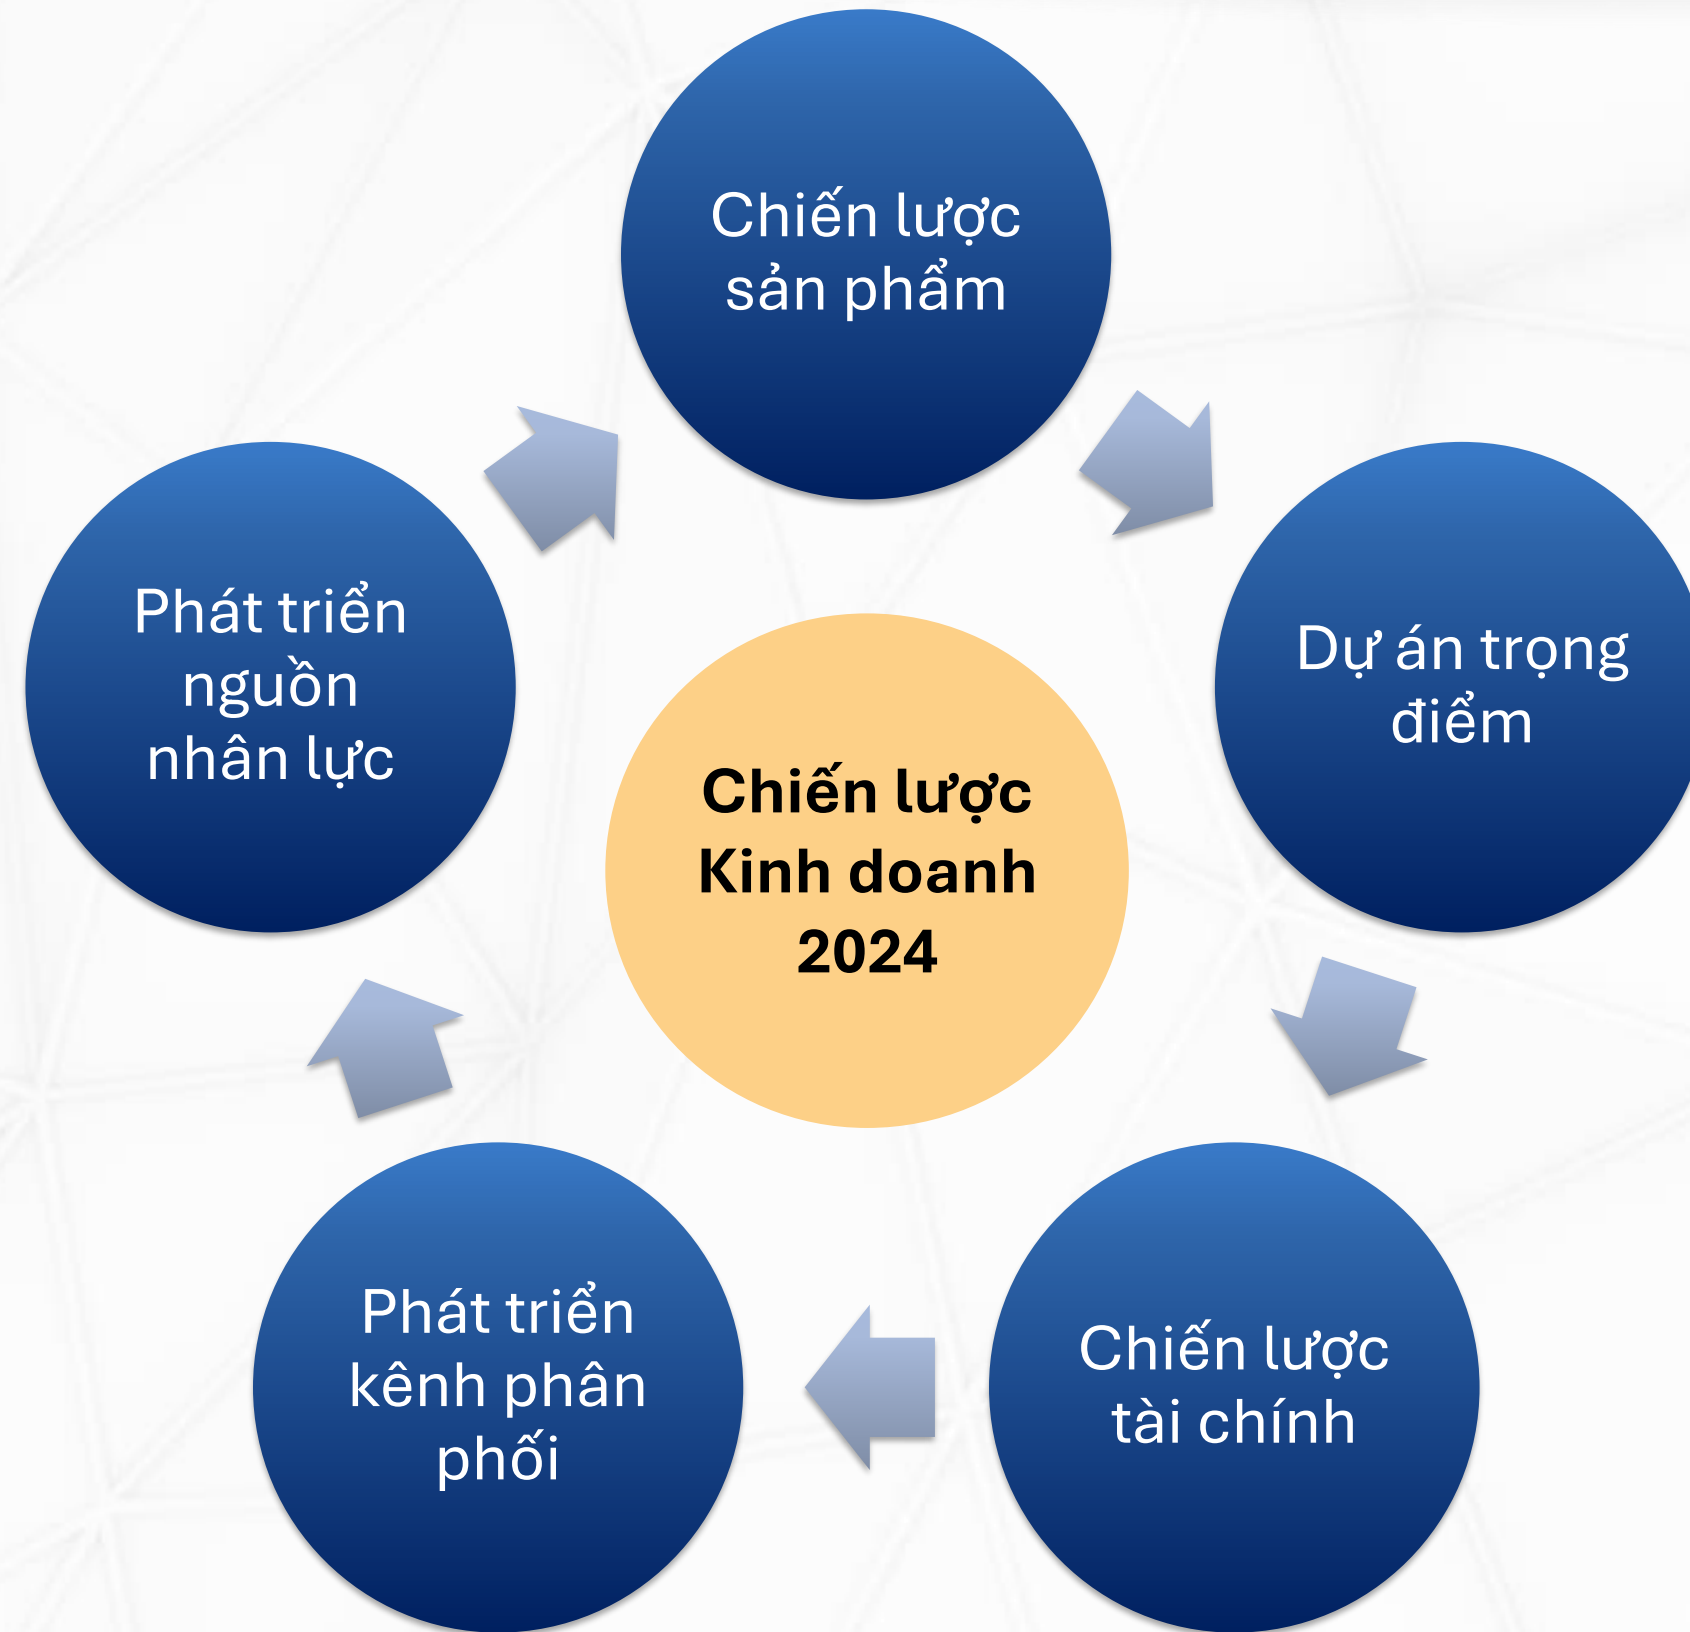 Chiến lược
sản phẩm
Dự án trọng
điểm
Chiến lược
tài chính
Phát triển
kênh phân
phối
Phát triển
nguồn
nhân lực
Chiến lược
Kinh doanh
2024